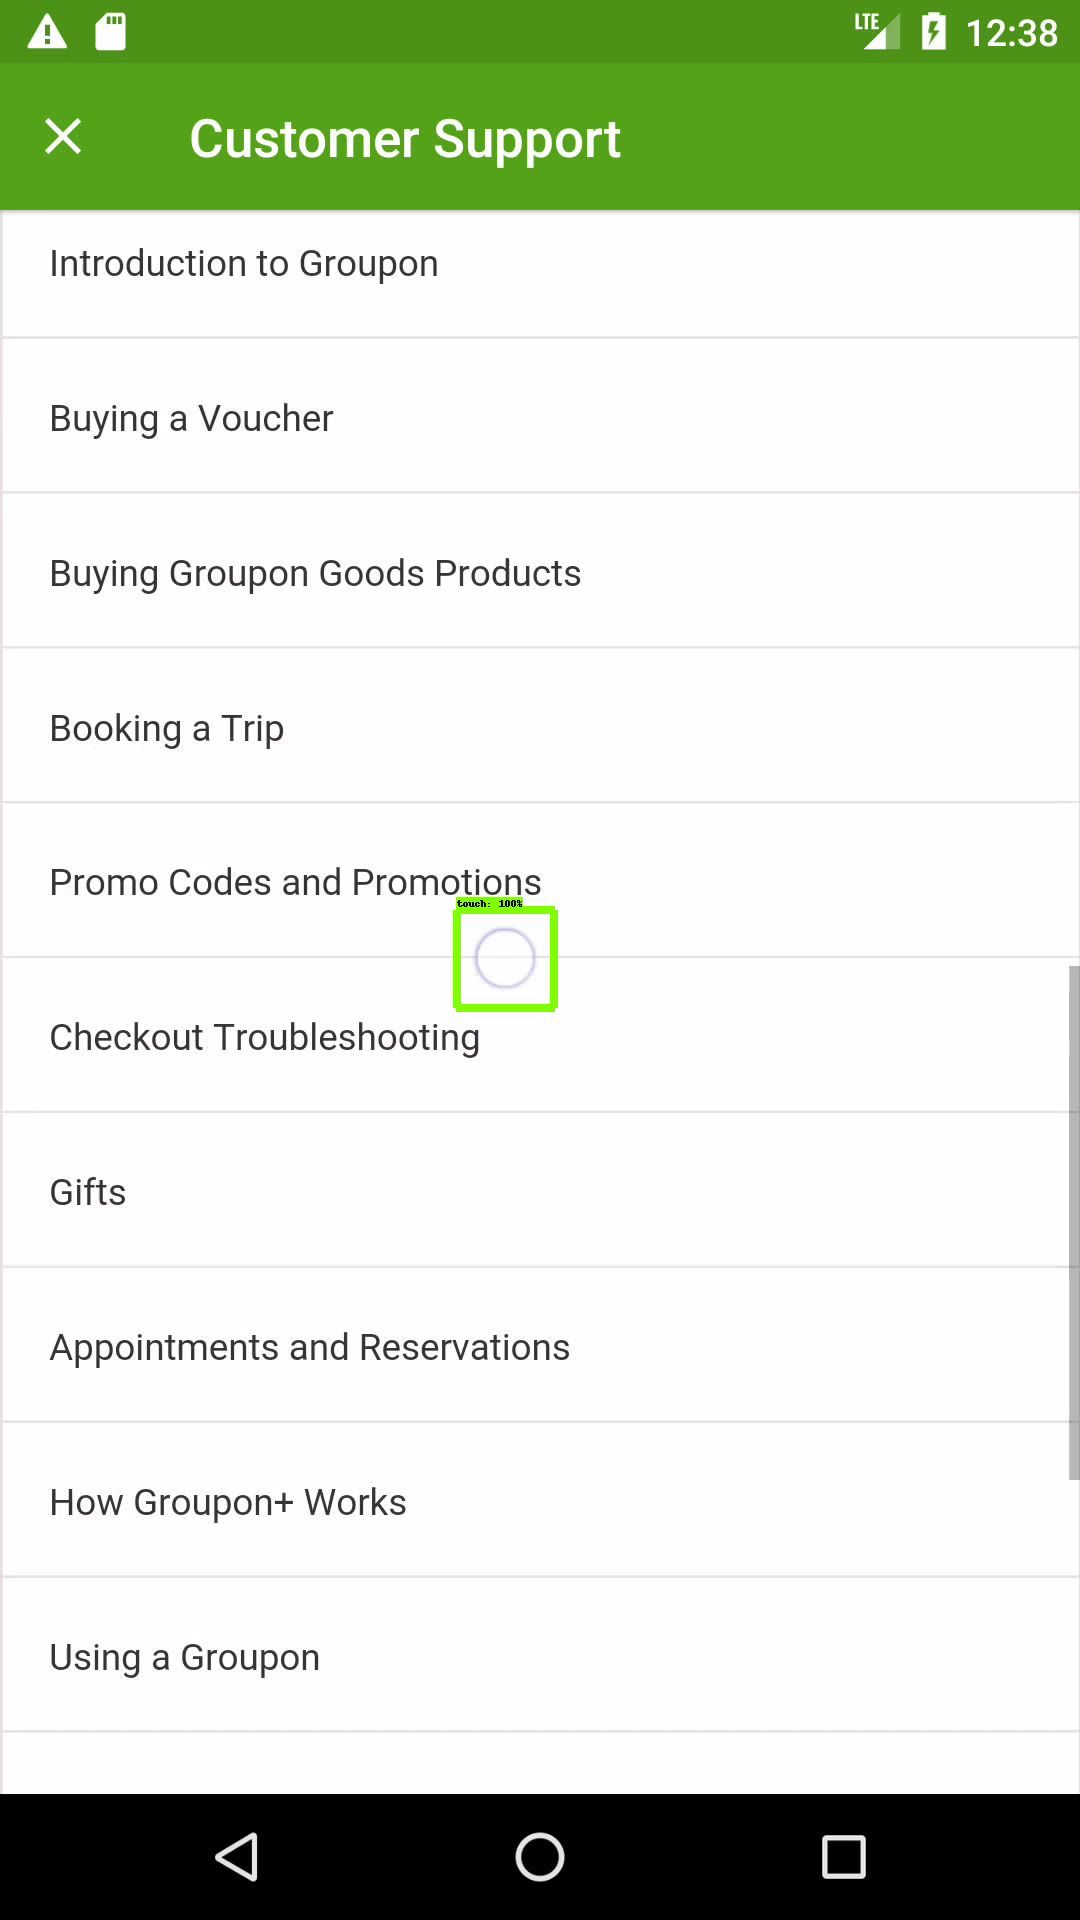 LTE 12:38
Customer Support
Introduction to Groupon
Buying a Voucher
Buying Groupon Goods Products
Booking a Trip
Promo Codes and Promotions
touch: 100%
Checkout Troubleshooting
Gifts
Appointments and Reservations
How Groupon+ Works
Using a Groupon